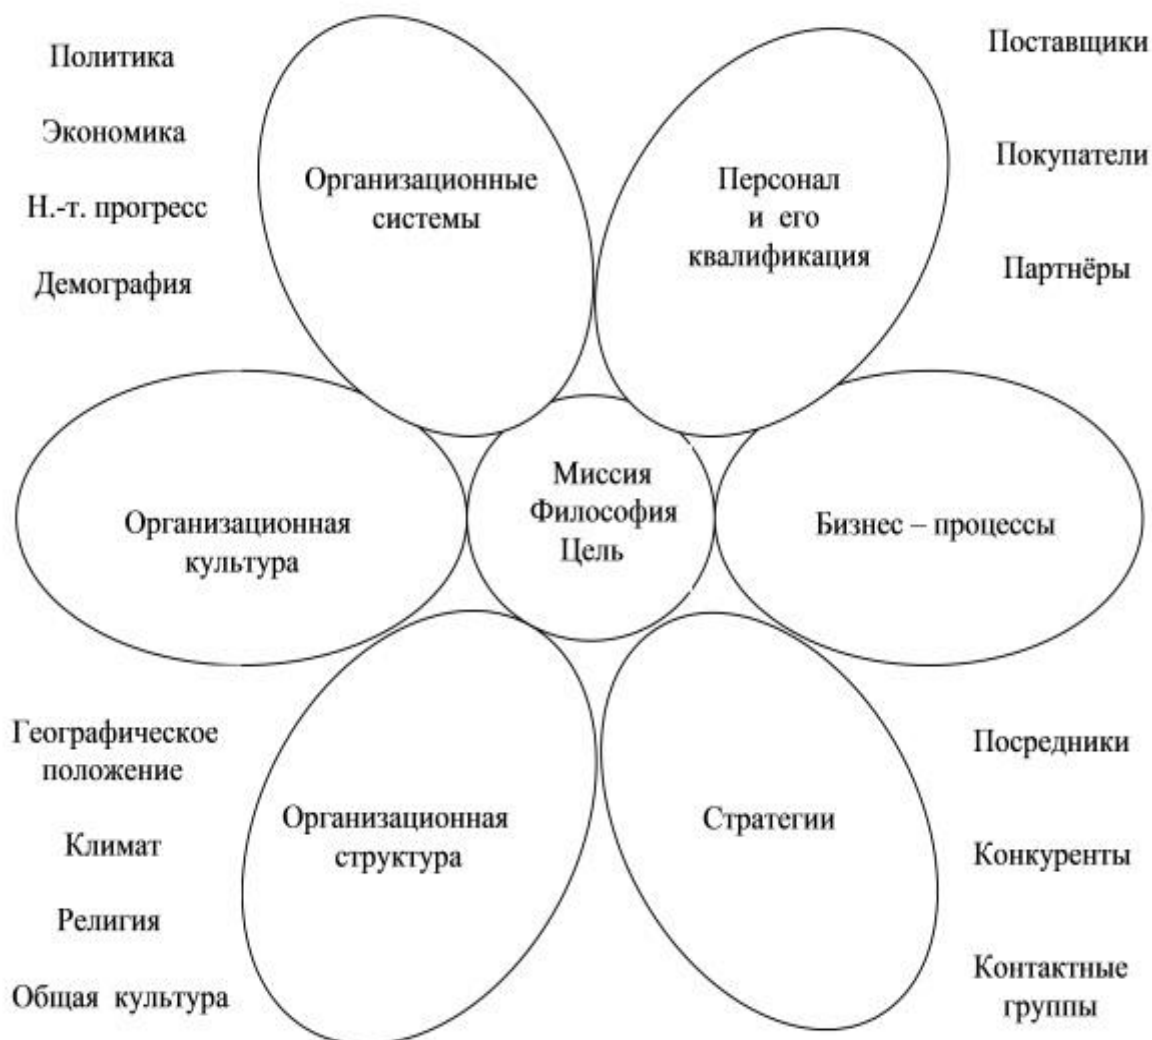 Политика
Экономика
Н.-т. прогресс
Демография
Организационные
системы
Персонал
и его
квалификация
Поставщики
Покупатели
Партнёры
Организационная
культура
Миссия
Философия
Цель
Бизнес – процессы
Географическое
положение
Климат
Религия
Общая культура
Организационная
структура
Стратегии
Посредники
Конкуренты
Контактные
группы